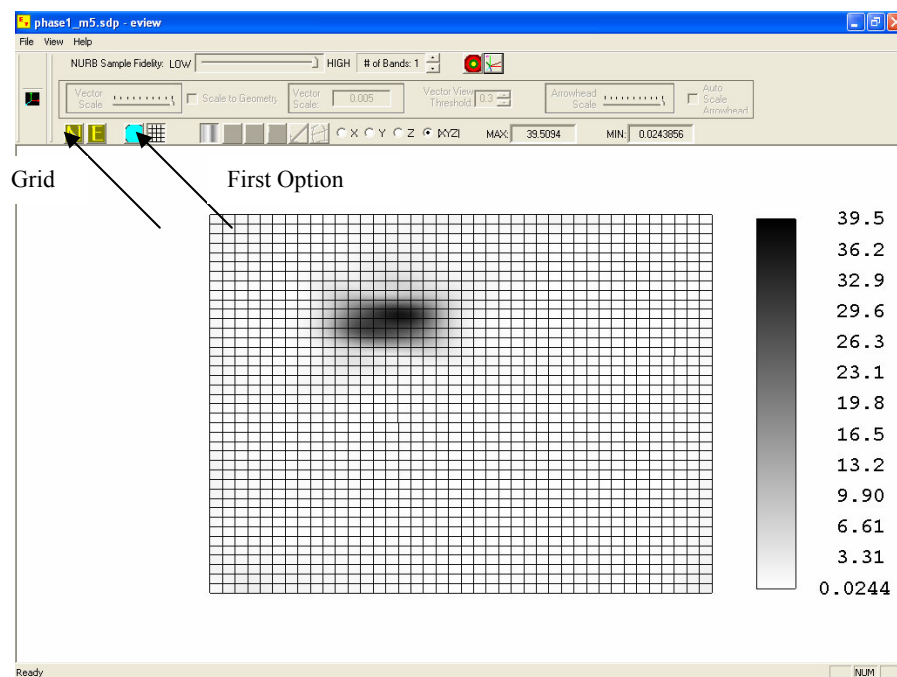 phase1_m5.sdp - eview
File View Help
NURB Sample Fidelity: LOW HIGH # of Bands: 1
Vector Scale Scale to Geometry Vector Scale: 0.005 Vector View Threshold: 0.3 Arrowhead Scale Auto Scale Arrowhead
N E X Y Z |XYZ| MAX: 39.5094 MIN: 0.0243856
Grid First Option
39.5
36.2
32.9
29.6
26.3
23.1
19.8
16.5
13.2
9.90
6.61
3.31
0.0244
Ready NUM